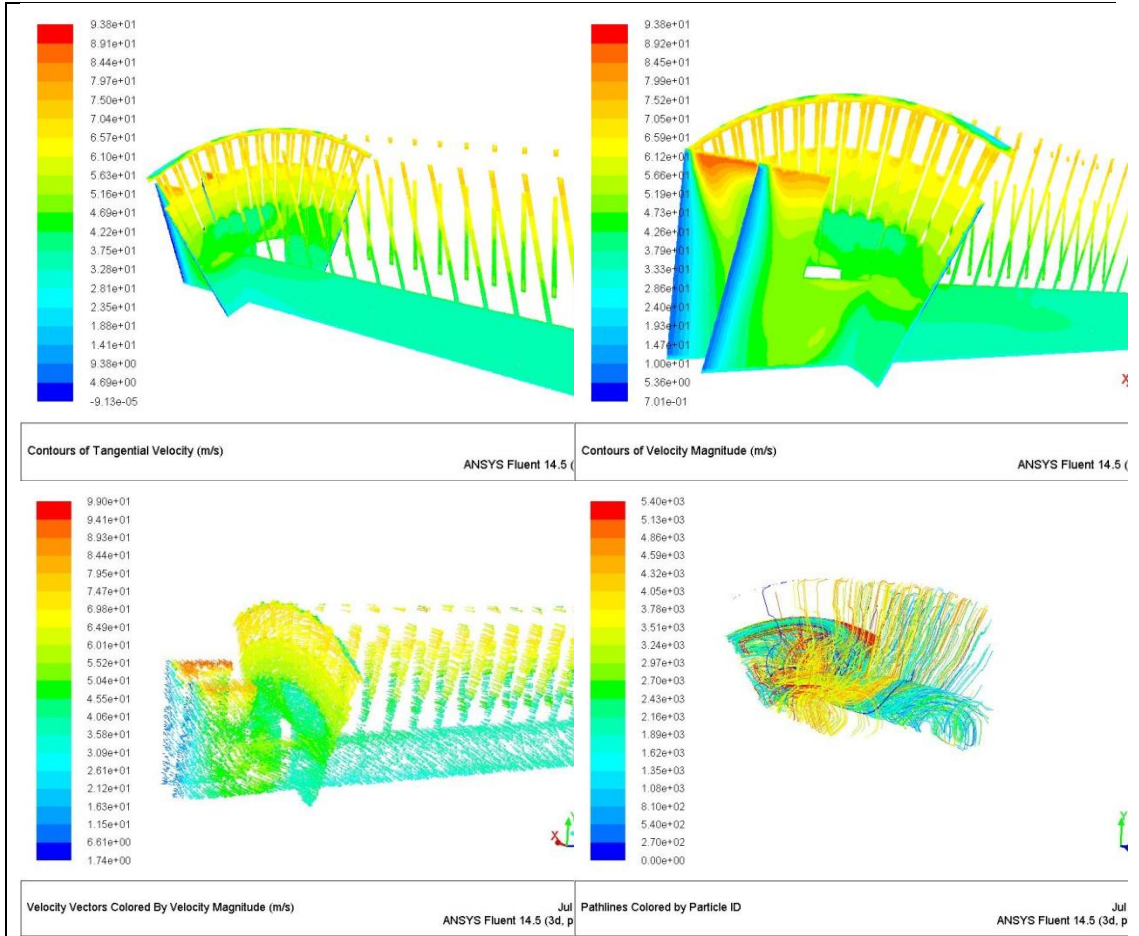 9.38e+01
8.91e+01
8.44e+01
7.97e+01
7.50e+01
7.04e+01
6.57e+01
6.10e+01
5.63e+01
5.16e+01
4.69e+01
4.22e+01
3.75e+01
3.28e+01
2.81e+01
2.35e+01
1.88e+01
1.41e+01
9.38e+00
4.69e+00
-9.13e-05
Contours of Tangential Velocity (m/s)
ANSYS Fluent 14.5 (
9.38e+01
8.92e+01
8.45e+01
7.99e+01
7.52e+01
7.05e+01
6.59e+01
6.12e+01
5.66e+01
5.19e+01
4.73e+01
4.26e+01
3.79e+01
3.33e+01
2.86e+01
2.40e+01
1.93e+01
1.47e+01
1.00e+01
5.36e+00
7.01e-01
X
Contours of Velocity Magnitude (m/s)
ANSYS Fluent 14.5 (
9.90e+01
9.41e+01
8.93e+01
8.44e+01
7.95e+01
7.47e+01
6.98e+01
6.49e+01
6.01e+01
5.52e+01
5.04e+01
4.55e+01
4.06e+01
3.58e+01
3.09e+01
2.61e+01
2.12e+01
1.63e+01
1.15e+01
6.61e+00
1.74e+00
Y
X
Velocity Vectors Colored By Velocity Magnitude (m/s)
Jul
ANSYS Fluent 14.5 (3d, p
5.40e+03
5.13e+03
4.86e+03
4.59e+03
4.32e+03
4.05e+03
3.78e+03
3.51e+03
3.24e+03
2.97e+03
2.70e+03
2.43e+03
2.16e+03
1.89e+03
1.62e+03
1.35e+03
1.08e+03
8.10e+02
5.40e+02
2.70e+02
0.00e+00
Y
Pathlines Colored by Particle ID
Jul
ANSYS Fluent 14.5 (3d, p